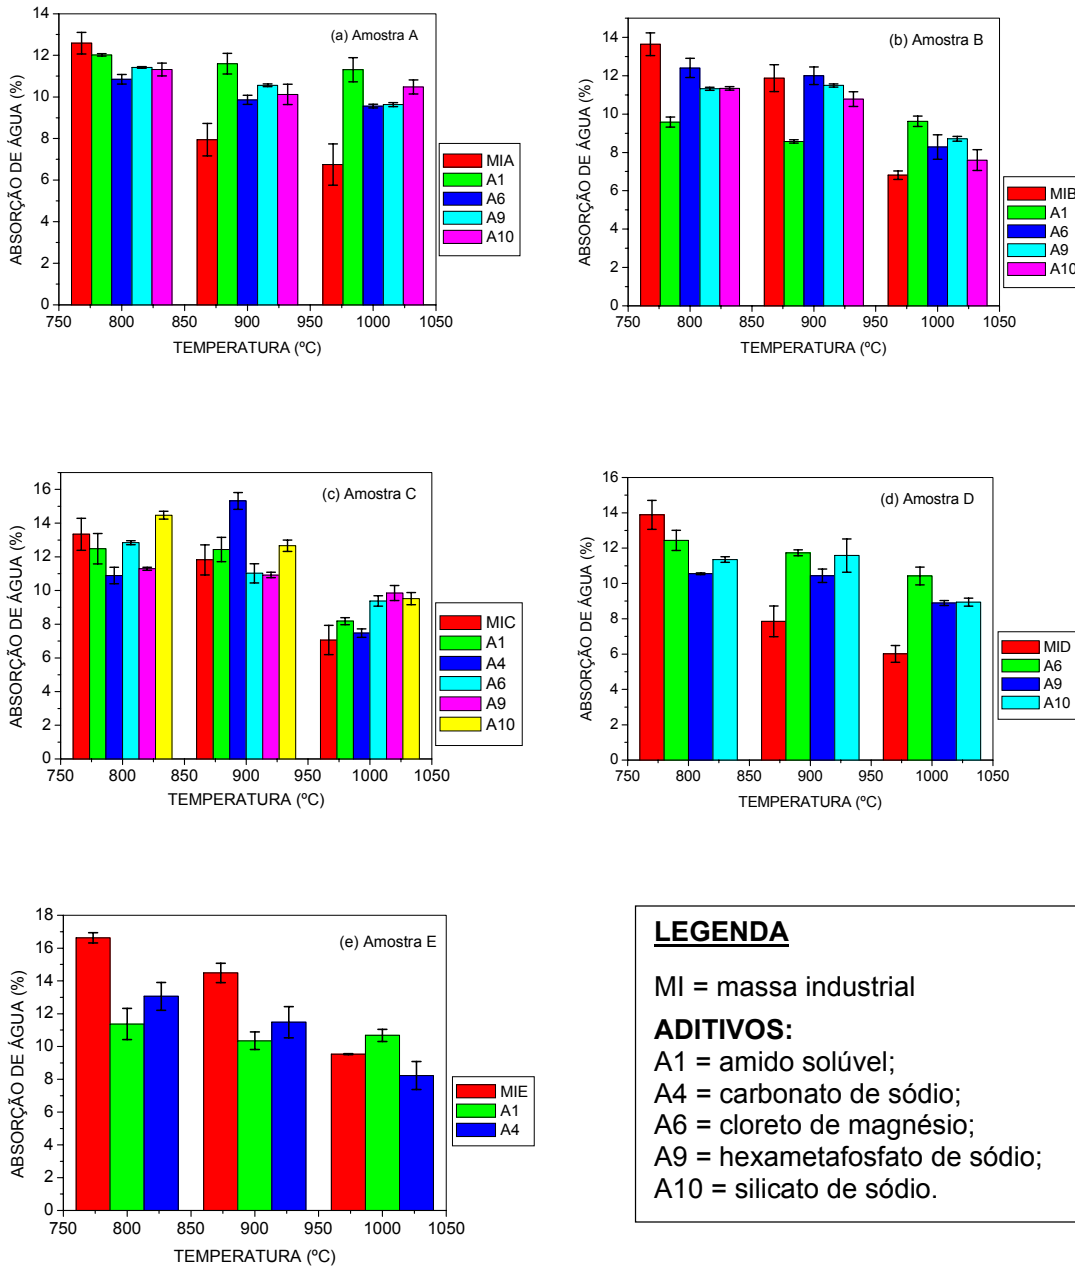 (a) Amostra A
ABSORÇÃO DE ÁGUA (%)
14
12
10
8
6
4
2
0
750 800 850 900 950 1000 1050
TEMPERATURA (ºC)
MIA
A1
A6
A9
A10
(b) Amostra B
ABSORÇÃO DE ÁGUA (%)
14
12
10
8
6
4
2
0
750 800 850 900 950 1000 1050
TEMPERATURA (ºC)
MIB
A1
A6
A9
A10
(c) Amostra C
ABSORÇÃO DE ÁGUA (%)
16
14
12
10
8
6
4
2
0
750 800 850 900 950 1000 1050
TEMPERATURA (ºC)
MIC
A1
A4
A6
A9
A10
(d) Amostra D
ABSORÇÃO DE ÁGUA (%)
16
14
12
10
8
6
4
2
0
750 800 850 900 950 1000 1050
TEMPERATURA (ºC)
MID
A6
A9
A10
(e) Amostra E
ABSORÇÃO DE ÁGUA (%)
18
16
14
12
10
8
6
4
2
0
750 800 850 900 950 1000 1050
TEMPERATURA (ºC)
MIE
A1
A4
LEGENDA
MI = massa industrial
ADITIVOS:
A1 = amido solúvel;
A4 = carbonato de sódio;
A6 = cloreto de magnésio;
A9 = hexametafosfato de sódio;
A10 = silicato de sódio.